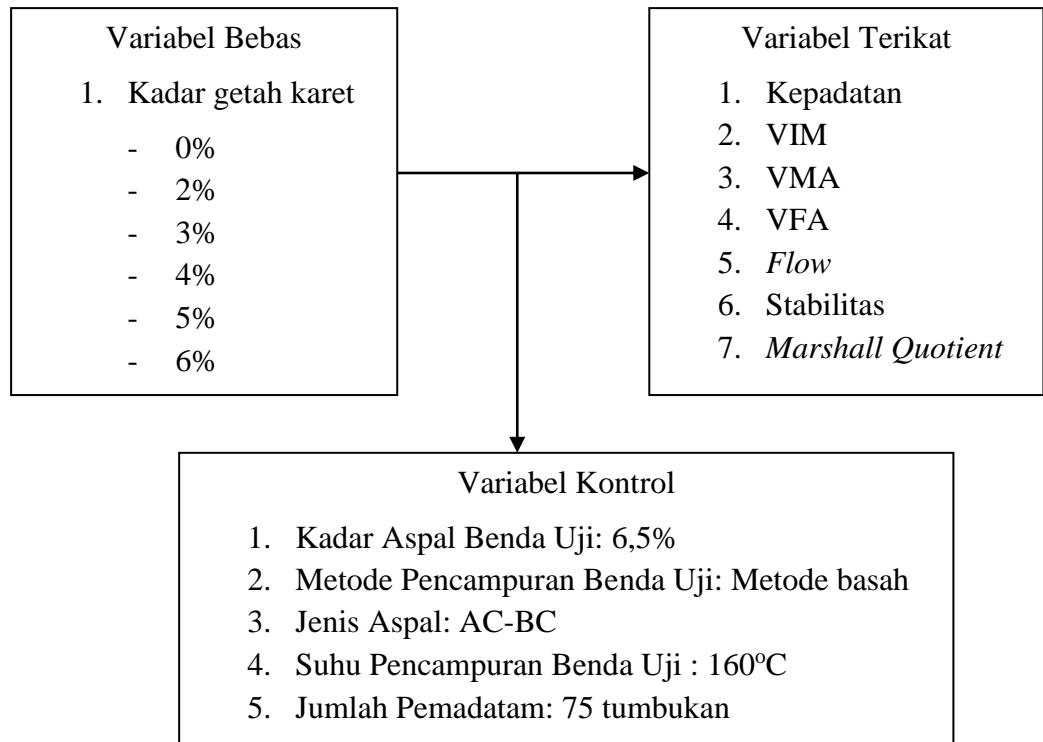 Variabel Bebas
1. Kadar getah karet
- 0%
- 2%
- 3%
- 4%
- 5%
- 6%
Variabel Terikat
1. Kepadatan
2. VIM
3. VMA
4. VFA
5. Flow
6. Stabilitas
7. Marshall Quotient
Variabel Kontrol
1. Kadar Aspal Benda Uji: 6,5%
2. Metode Pencampuran Benda Uji: Metode basah
3. Jenis Aspal: AC-BC
4. Suhu Pencampuran Benda Uji : 160ºC
5. Jumlah Pemadatam: 75 tumbukan